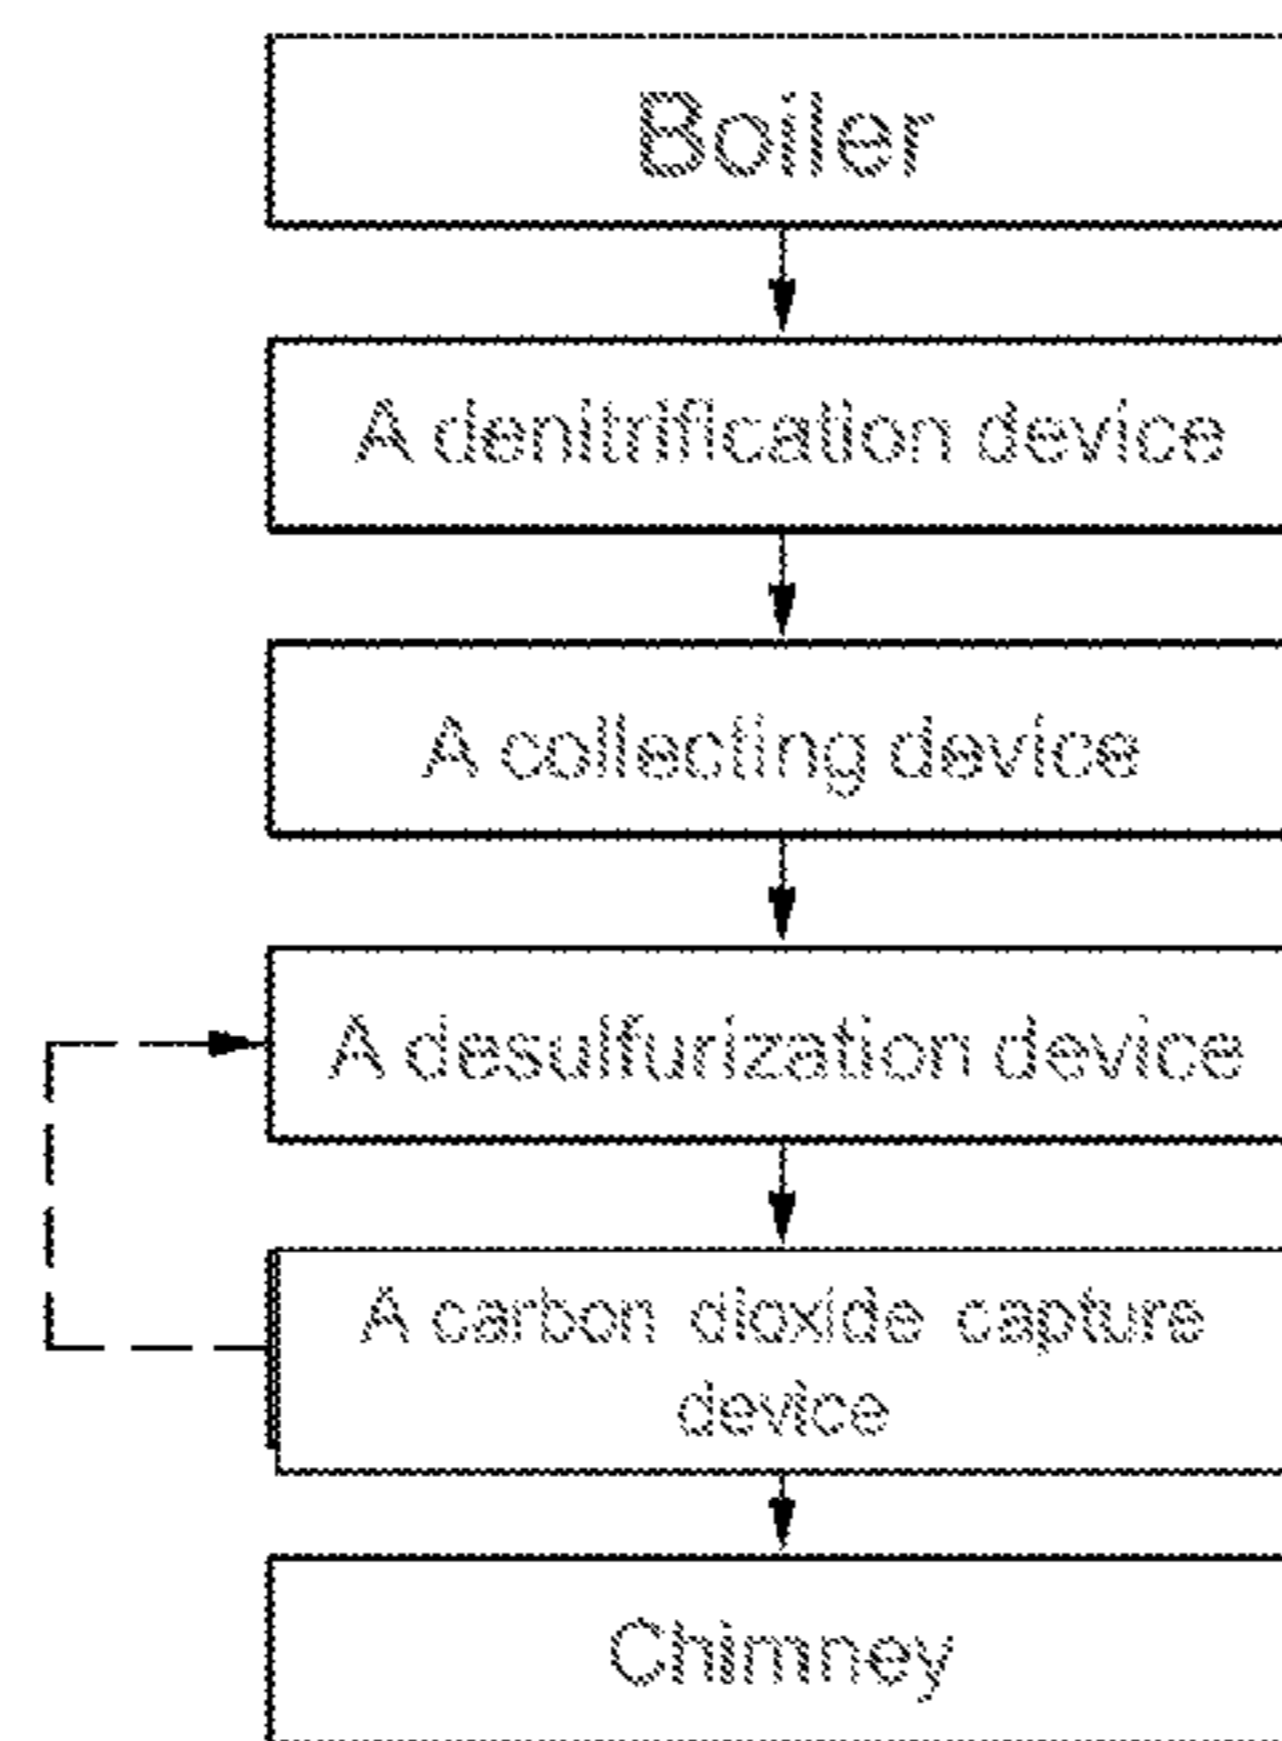 Boiler
A denitrification device
A collecting device
A desulfurization device
A carbon dioxide capture
device
Chimney